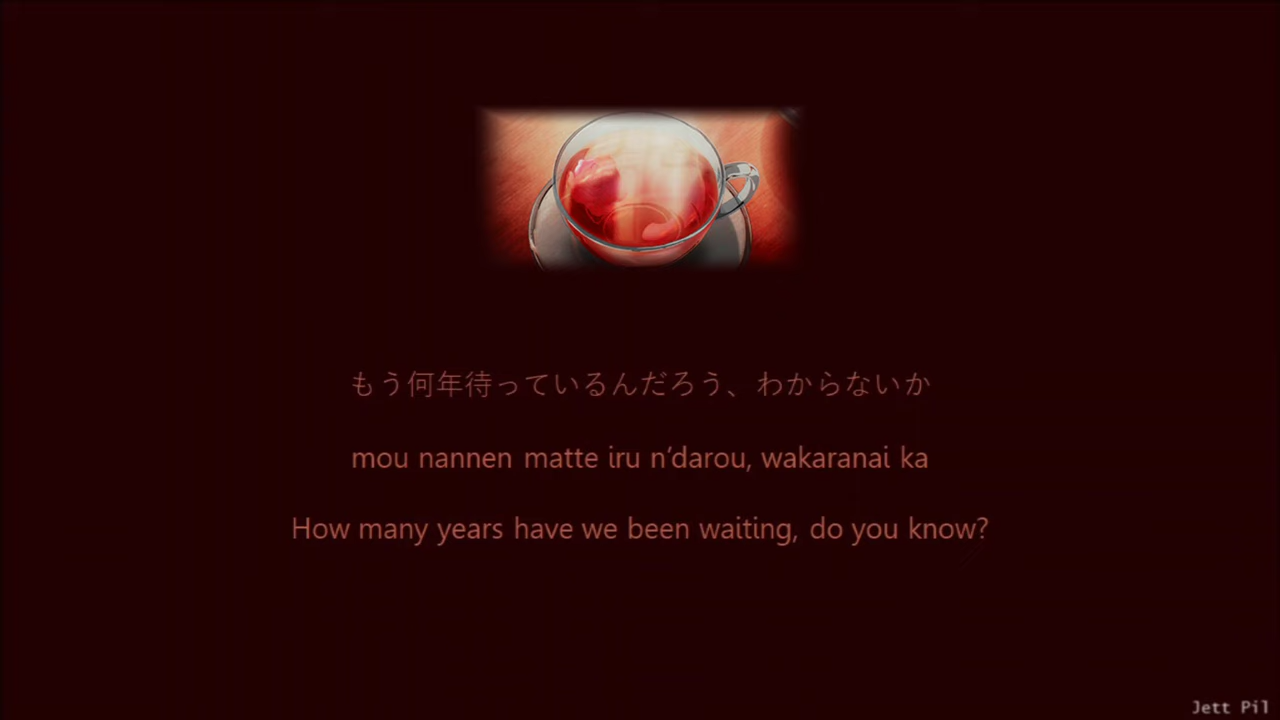 もう何年待っているんだろう、わからないか
mou nannen matte iru n’darou, wakaranai ka
How many years have we been waiting, do you know?
Jett Pil